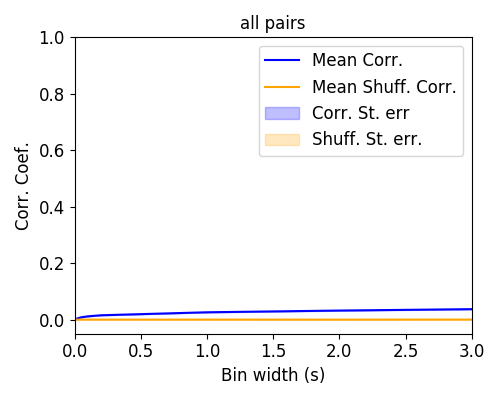 all pairs
1.0
0.8
0.6
0.4
0.2
0.0
Corr. Coef.
Mean Corr.
Mean Shuff. Corr.
Corr. St. err
Shuff. St. err.
0.0 0.5 1.0 1.5 2.0 2.5 3.0
Bin width (s)